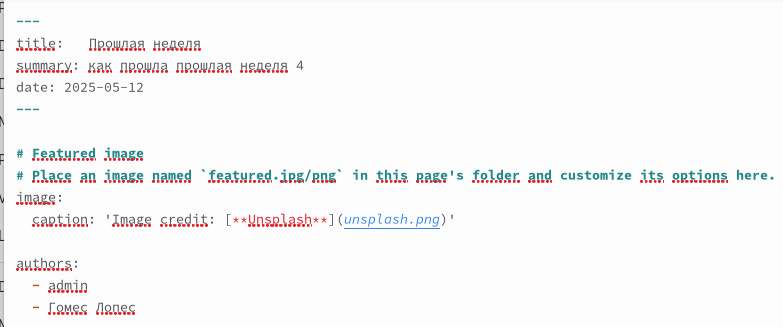 ---
title:   Прошлая неделя
summary: как прошла прошлая неделя 4
date: 2025-05-12
---
# Featured image
# Place an image named `featured.jpg/png` in this page's folder and customize its options here.
image:
  caption: 'Image credit: [**Unsplash**](unsplash.png)'
authors:
  - admin
  - Гомес Лопес